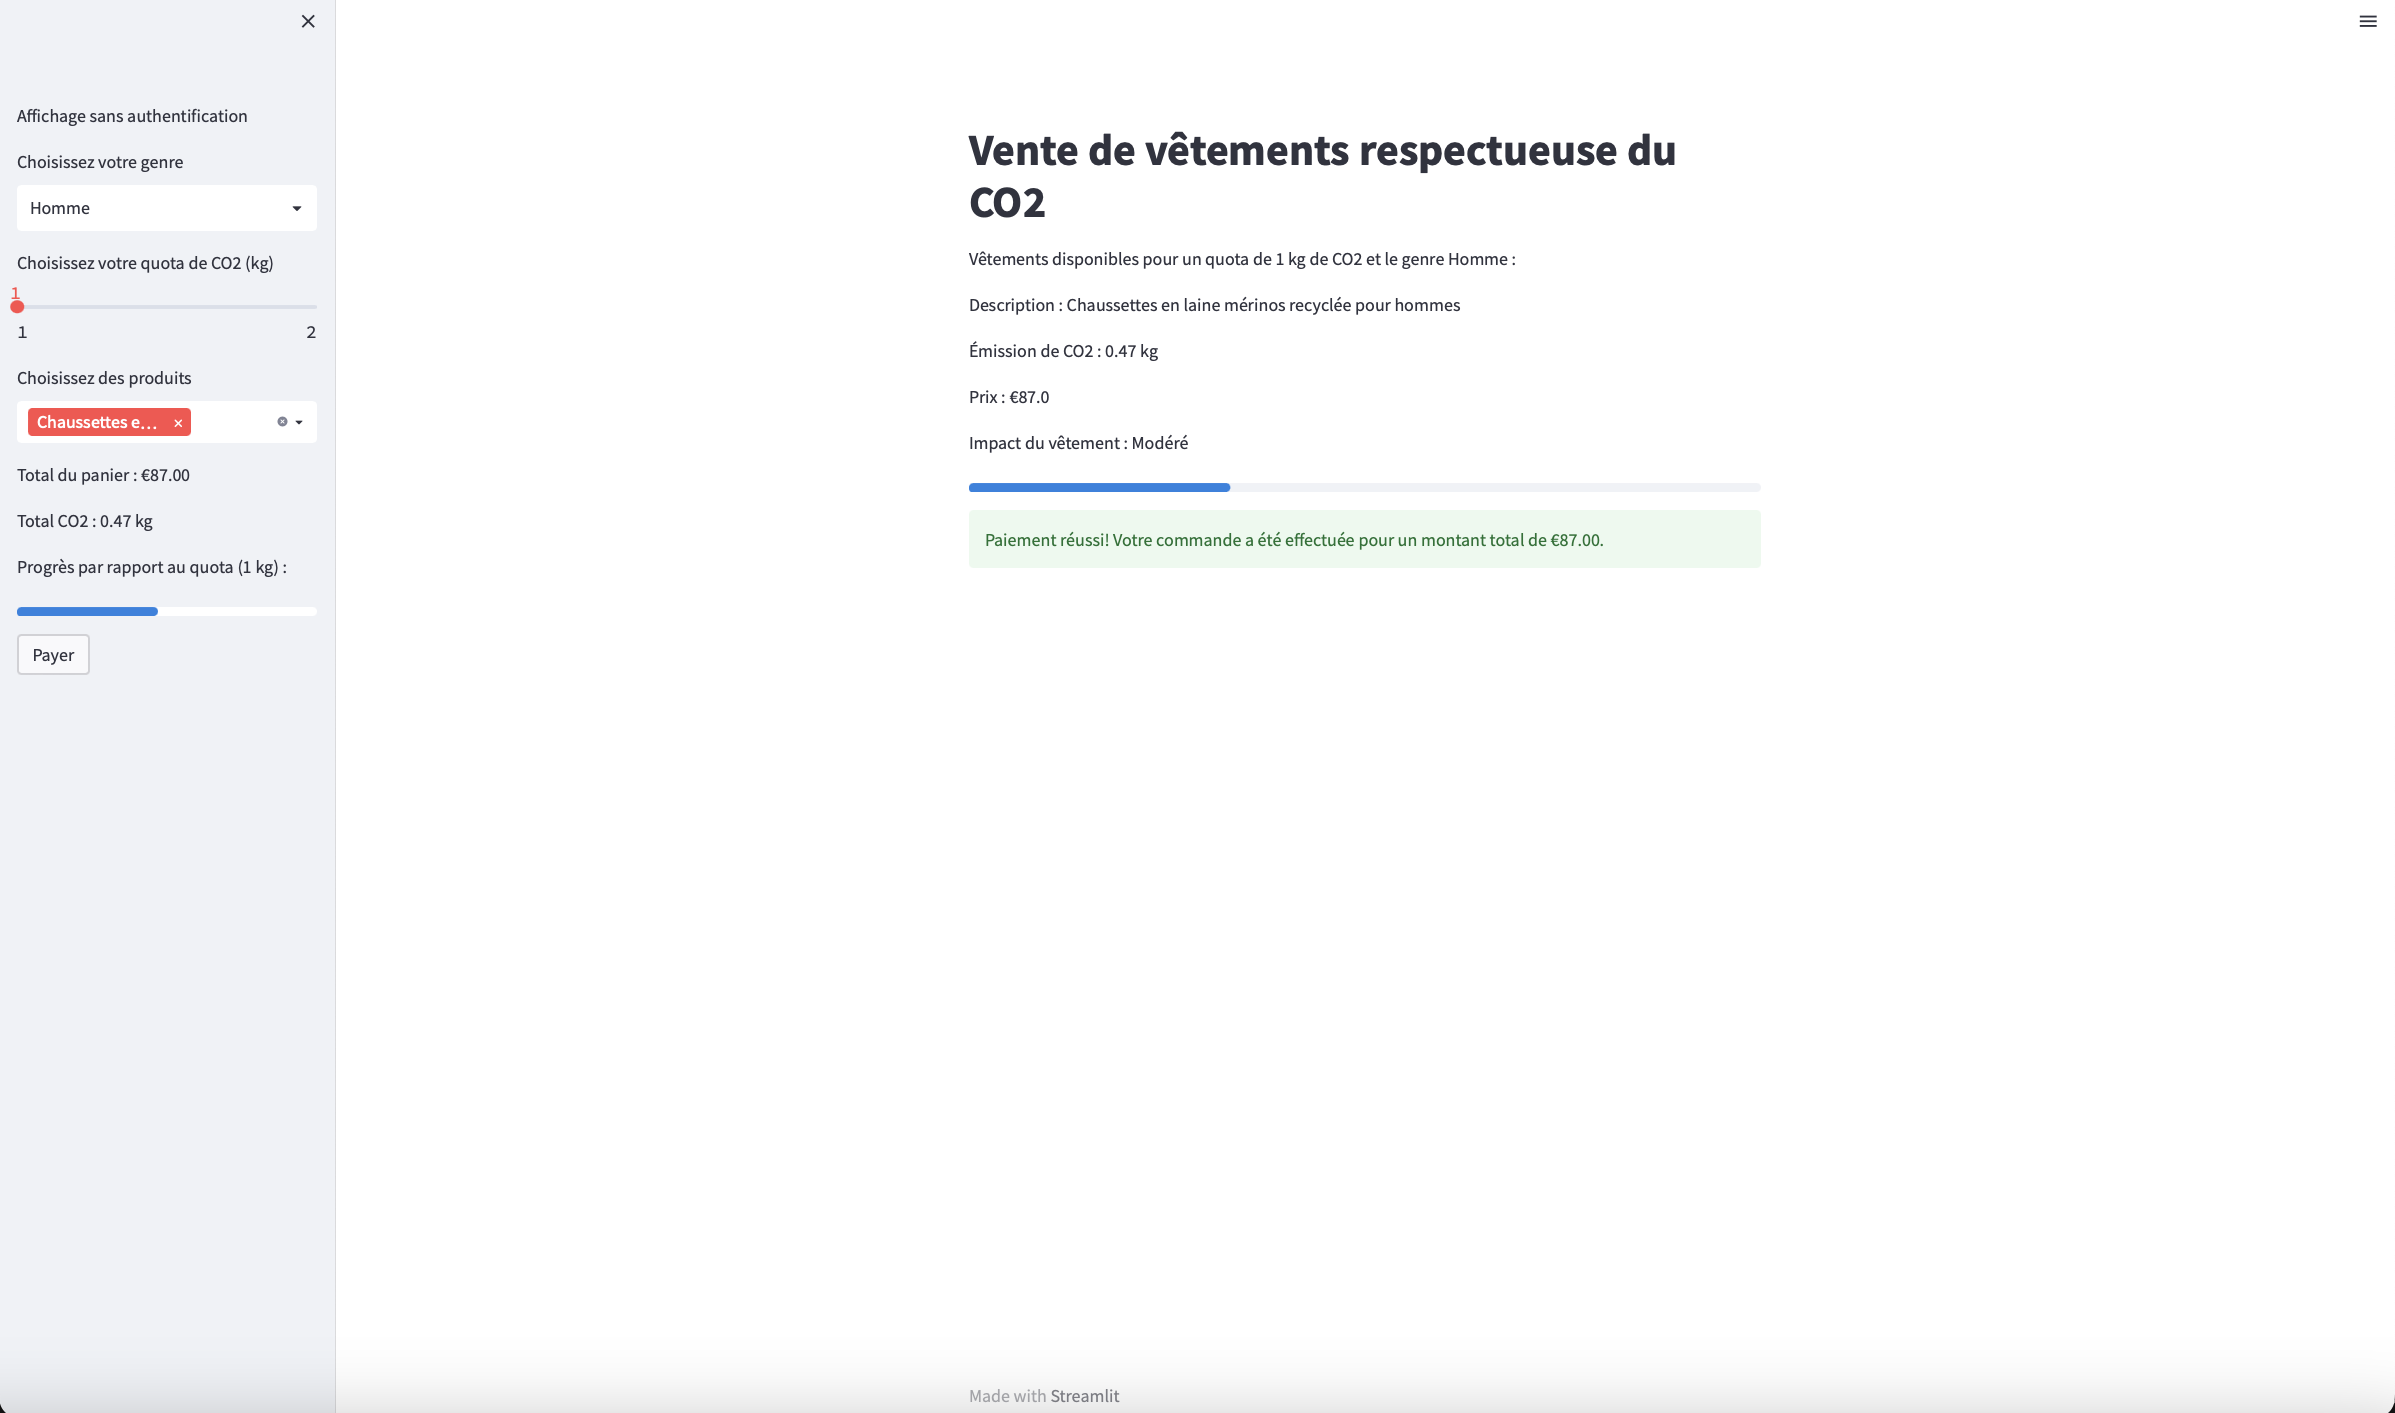 Affichage sans authentification
Choisissez votre genre
Homme
Choisissez votre quota de CO2 (kg)
1
1 2
Choisissez des produits
Chaussettes e...
Total du panier : €87.00
Total CO2 : 0.47 kg
Progrès par rapport au quota (1 kg) :
Payer
Vente de vêtements respectueuse du
CO2
Vêtements disponibles pour un quota de 1 kg de CO2 et le genre Homme :
Description : Chaussettes en laine mérinos recyclée pour hommes
Émission de CO2 : 0.47 kg
Prix : €87.0
Impact du vêtement : Modéré
Paiement réussi! Votre commande a été effectuée pour un montant total de €87.00.
Made with Streamlit